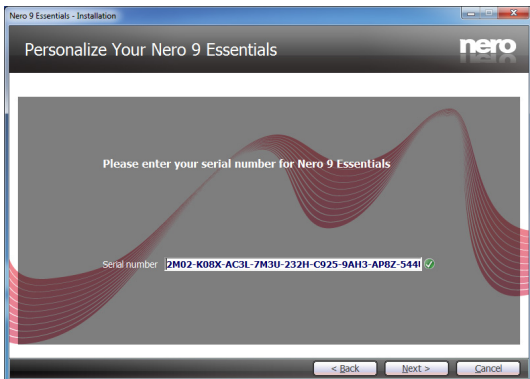 Nero 9 Essentials - Installation
Personalize Your Nero 9 Essentials
nero
Please enter your serial number for Nero 9 Essentials
Serial number 2M02-K08X-AC3L-7M3U-232H-C925-9AH3-AP8Z-544
< Back Next > Cancel